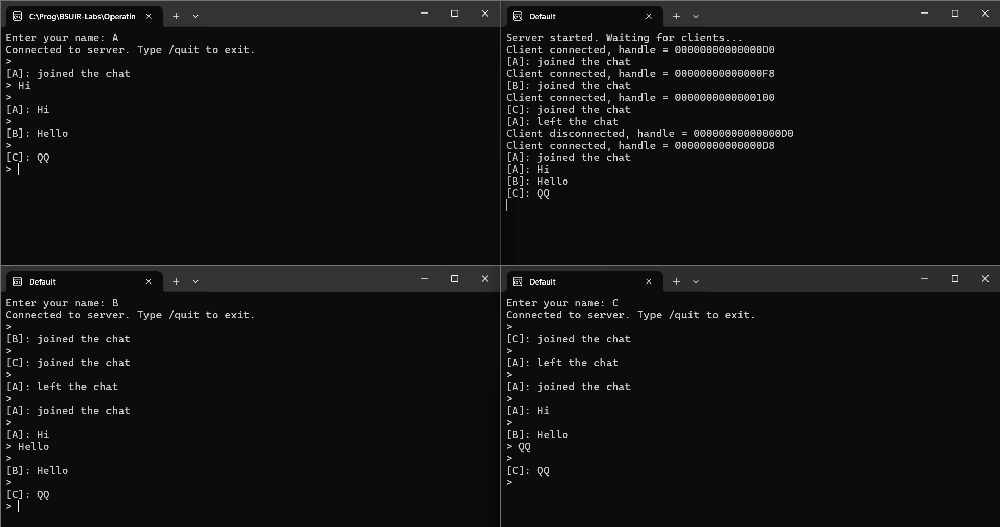 C:\Prog\BSUIR-Labs\Operatin
Enter your name: A
Connected to server. Type /quit to exit.
>
[A]: joined the chat
> Hi
>
[A]: Hi
>
[B]: Hello
>
[C]: QQ
>
Default
Server started. Waiting for clients...
Client connected, handle = 00000000000000D0
[A]: joined the chat
Client connected, handle = 00000000000000F8
[B]: joined the chat
Client connected, handle = 0000000000000100
[C]: joined the chat
[A]: left the chat
Client disconnected, handle = 00000000000000D0
Client connected, handle = 00000000000000D8
[A]: joined the chat
[A]: Hi
[B]: Hello
[C]: QQ
Default
Enter your name: B
Connected to server. Type /quit to exit.
>
[B]: joined the chat
>
[C]: joined the chat
>
[A]: left the chat
>
[A]: joined the chat
>
[A]: Hi
> Hello
>
[B]: Hello
>
[C]: QQ
>
Default
Enter your name: C
Connected to server. Type /quit to exit.
>
[C]: joined the chat
>
[A]: left the chat
>
[A]: joined the chat
>
[A]: Hi
>
[B]: Hello
> QQ
>
[C]: QQ
>